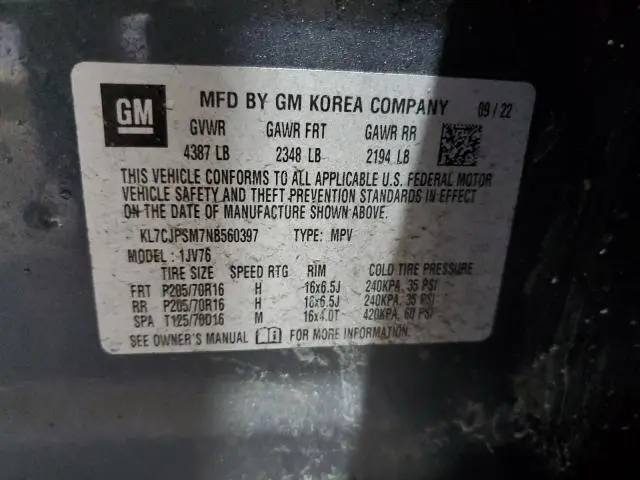 GM MFD BY GM KOREA COMPANY 09/22
GVWR GAWR FRT GAWR RR
4387 LB 2348 LB 2194 LB
THIS VEHICLE CONFORMS TO ALL APPLICABLE U.S. FEDERAL MOTOR
VEHICLE SAFETY AND THEFT PREVENTION STANDARDS IN EFFECT
ON THE DATE OF MANUFACTURE SHOWN ABOVE.
KL7CJPSM7NB560397 TYPE: MPV
MODEL: 1JV76
TIRE SIZE SPEED RTG RIM COLD TIRE PRESSURE
FRT P205/70R16 H 16x6.5J 240KPA, 35 PSI
RR P205/70R16 H 16x6.5J 240KPA, 35 PSI
SPA T125/70D16 M 16x4.0T 420KPA, 60 PSI
SEE OWNER'S MANUAL FOR MORE INFORMATION